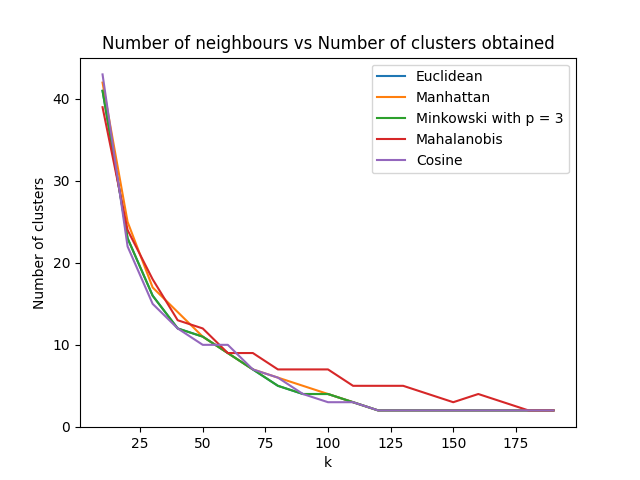 Number of neighbours vs Number of clusters obtained
Euclidean
Manhattan
Minkowski with p = 3
Mahalanobis
Cosine
Number of clusters
40
30
20
10
0
25 50 75 100 125 150 175
k